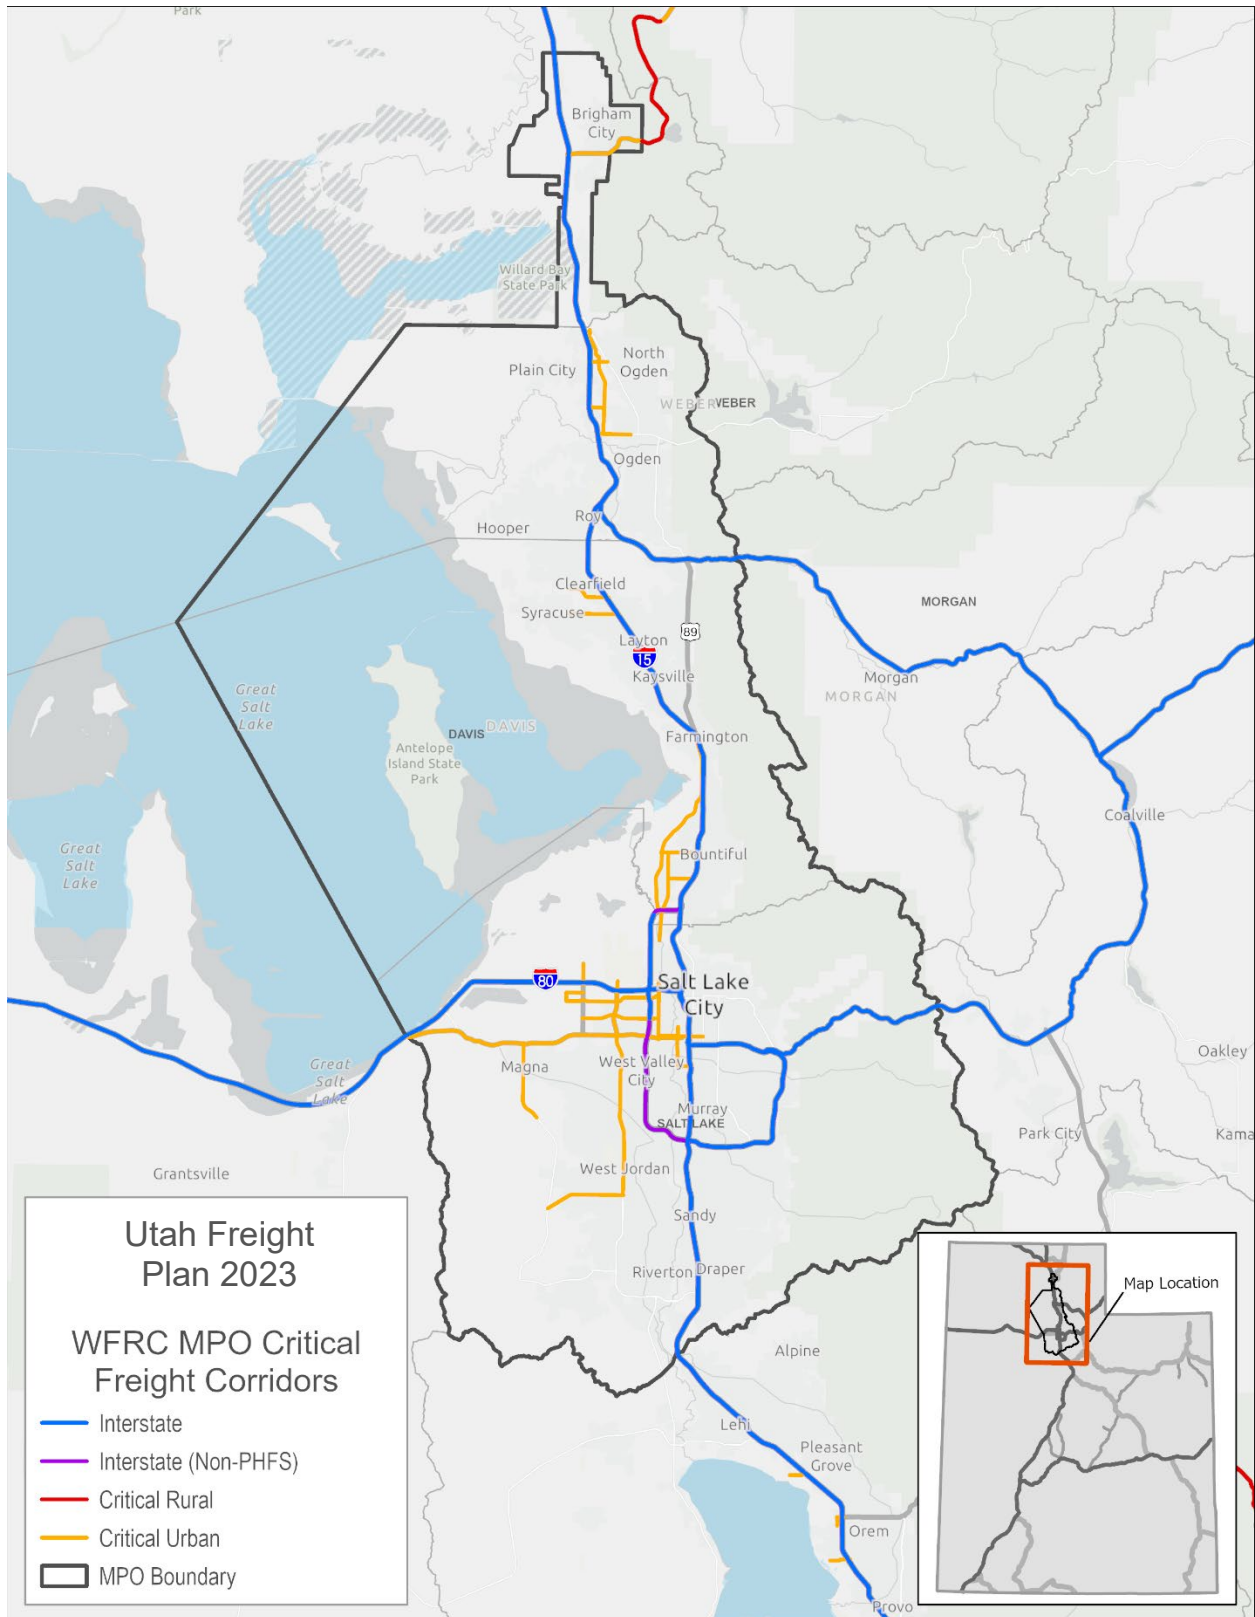 Park
Brigham
City
Willard Bay
State Park
North
Ogden
Plain City
WEBER
WEBER
Ogden
Roy
Hooper
Clearfield
Syracuse
MORGAN
89
Layton
15
Kaysville
Morgan
MORGAN
Great
Salt
Lake
DAVIS
DAVIS
Farmington
Antelope
Island State
Park
Coalville
Great
Salt
Lake
Bountiful
80
Salt Lake
City
Oakley
Magna
West Valley
City
Great
Salt
Lake
Murray
SALT LAKE
Park City
Kama
Grantsville
West Jordan
Sandy
Riverton
Draper
Alpine
Lehi
Pleasant
Grove
Orem
Provo
Utah Freight
Plan 2023
WFRC MPO Critical
Freight Corridors
Interstate
Interstate (Non-PHFS)
Critical Rural
Critical Urban
MPO Boundary
Map Location